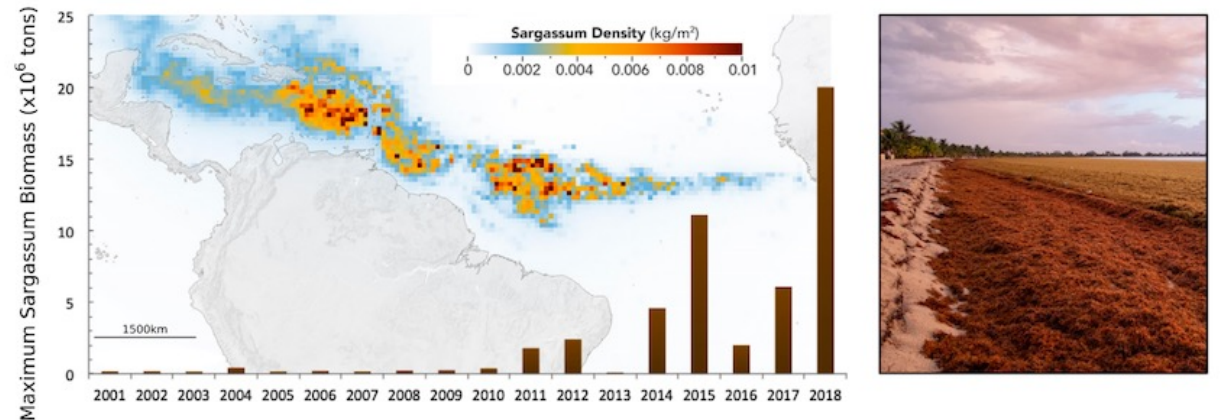 Maximum Sargassum Biomass (x10⁶ tons)
25
20
15
10
5
0
Sargassum Density (kg/m²)
0 0.002 0.004 0.006 0.008 0.01
1500km
2001 2002 2003 2004 2005 2006 2007 2008 2009 2010 2011 2012 2013 2014 2015 2016 2017 2018